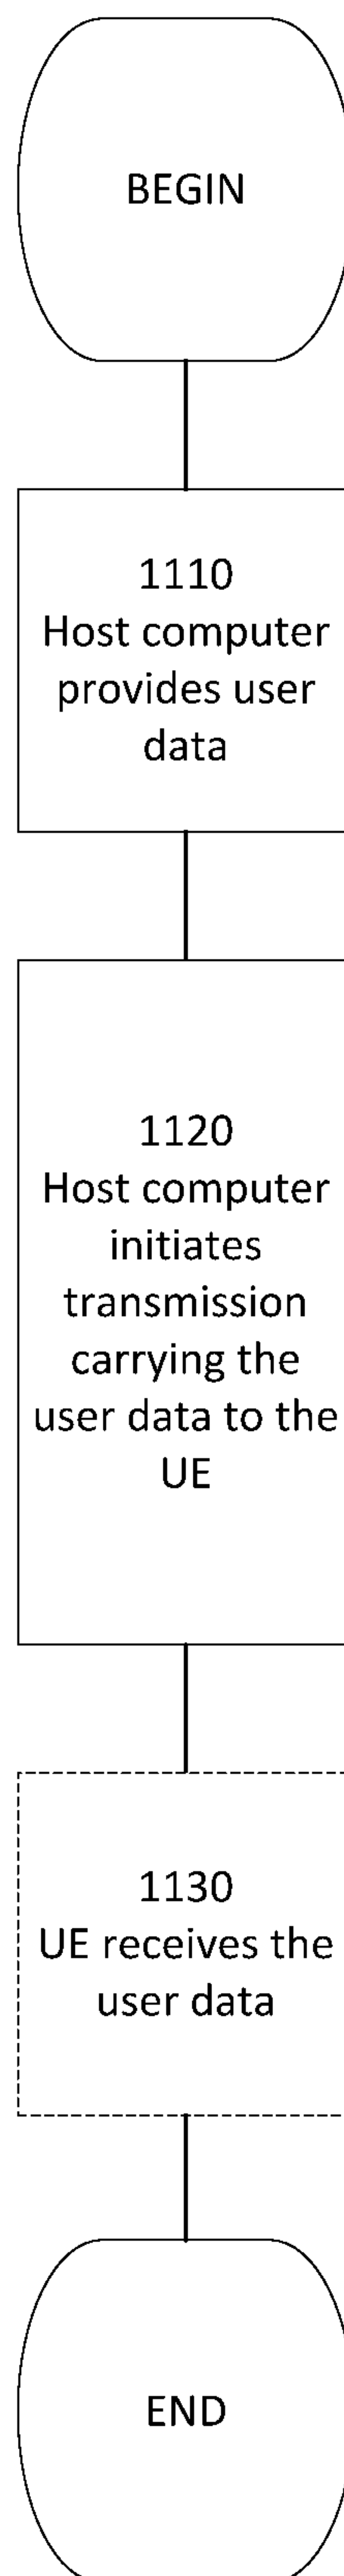 BEGIN
1110
Host computer
provides user
data
1120
Host computer
initiates
transmission
carrying the
user data to the
UE
1130
UE receives the
user data
END